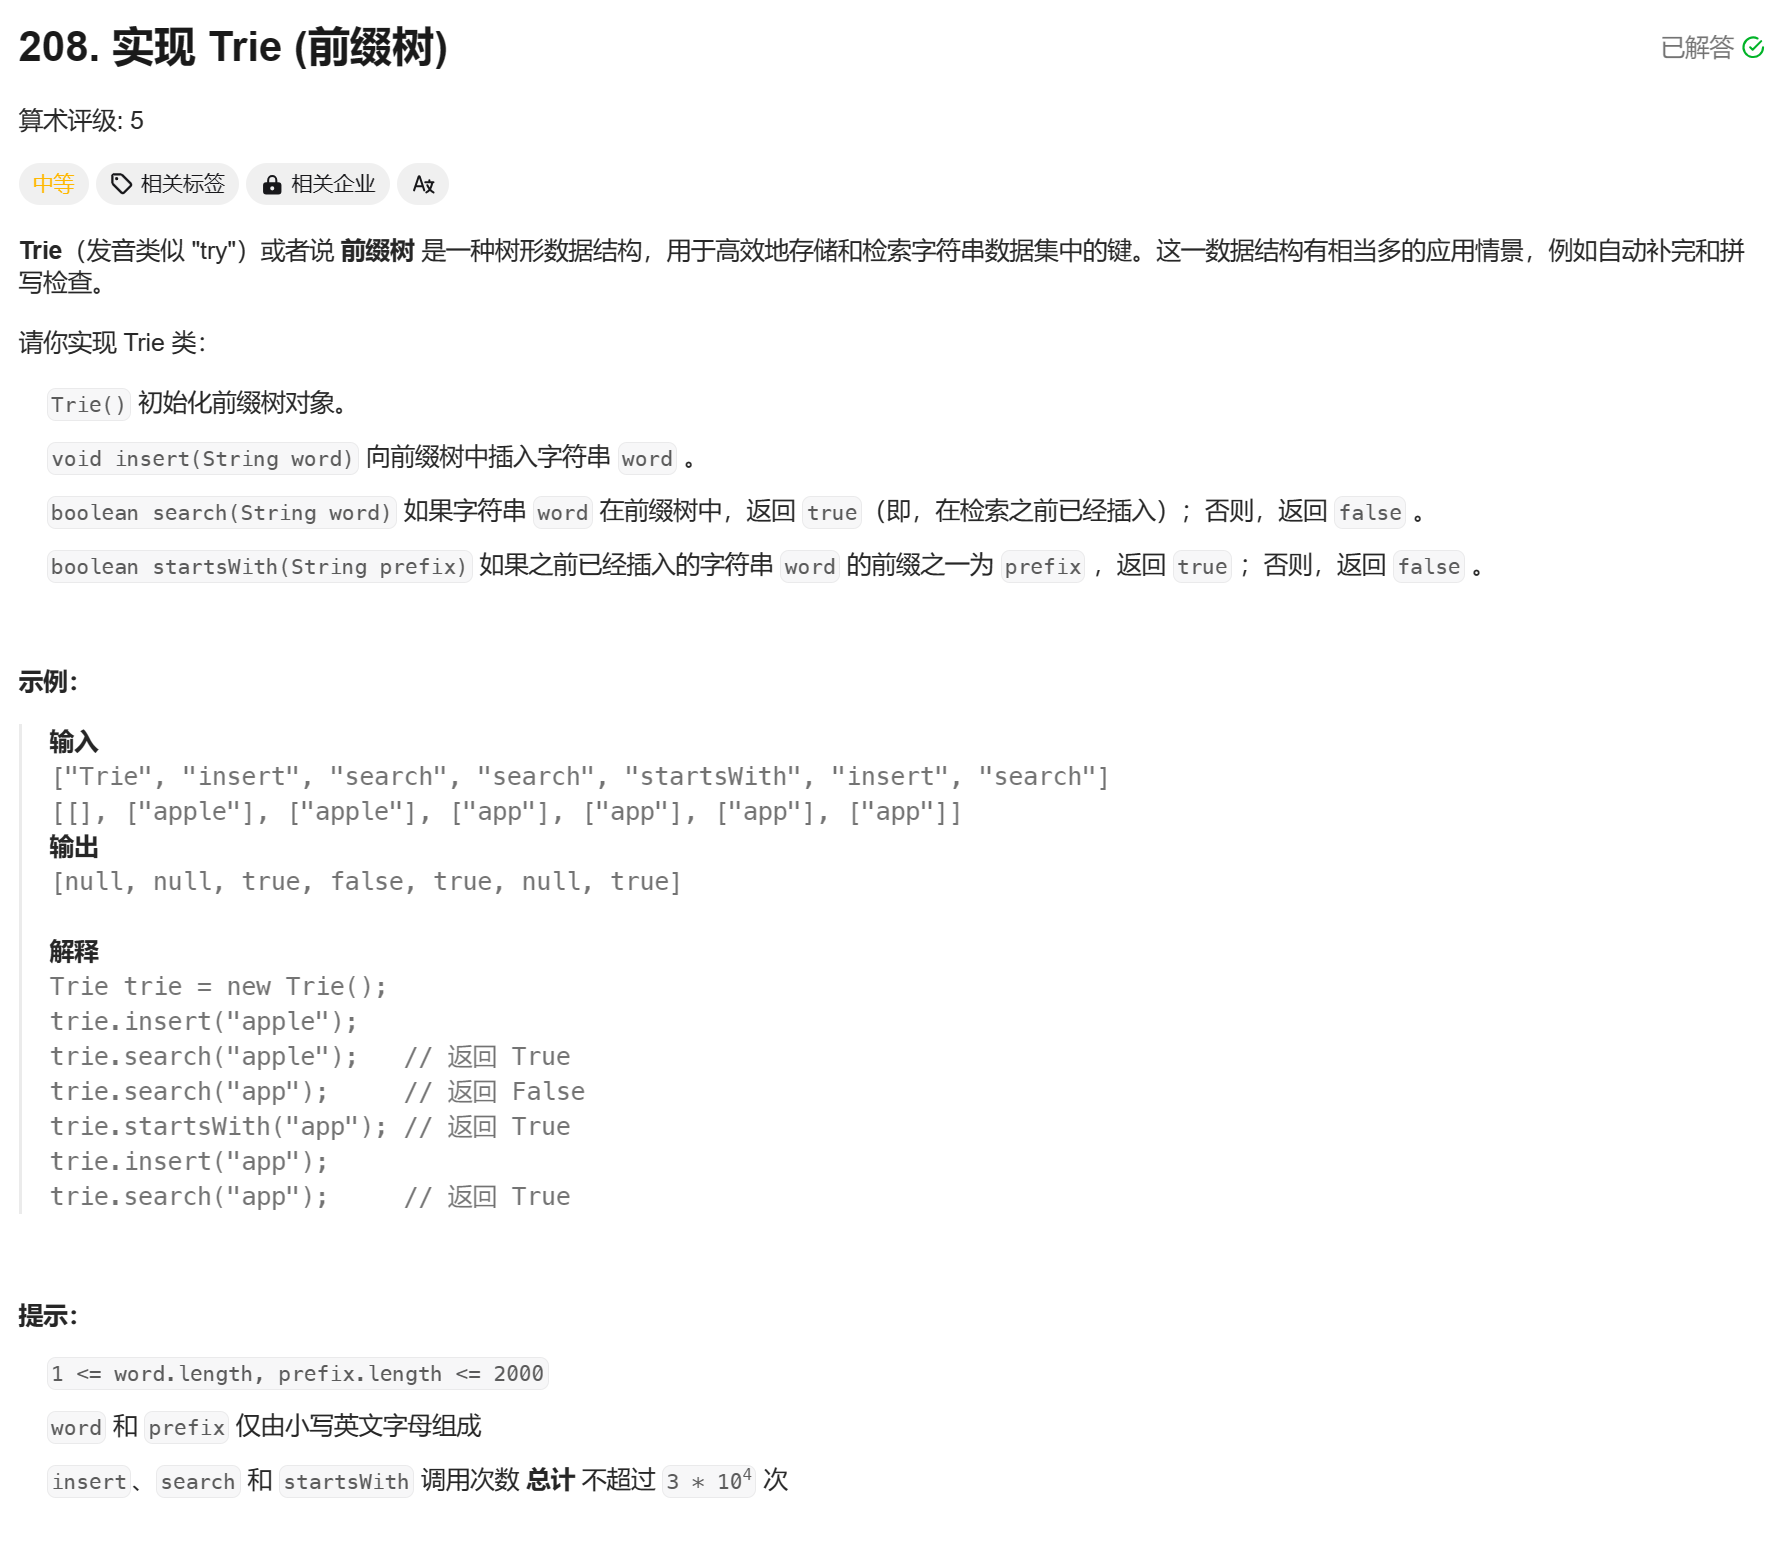 208. 实现 Trie (前缀树)
已解答
算术评级: 5
中等 相关标签 相关企业 Ax
Trie（发音类似 "try"）或者说 前缀树 是一种树形数据结构，用于高效地存储和检索字符串数据集中的键。这一数据结构有相当多的应用情景，例如自动补完和拼
写检查。
请你实现 Trie 类：
Trie() 初始化前缀树对象。
void insert(String word) 向前缀树中插入字符串 word 。
boolean search(String word) 如果字符串 word 在前缀树中，返回 true（即，在检索之前已经插入）；否则，返回 false 。
boolean startsWith(String prefix) 如果之前已经插入的字符串 word 的前缀之一为 prefix ，返回 true ；否则，返回 false 。
示例：
输入
["Trie", "insert", "search", "search", "startsWith", "insert", "search"]
[[], ["apple"], ["apple"], ["app"], ["app"], ["app"], ["app"]]
输出
[null, null, true, false, true, null, true]
解释
Trie trie = new Trie();
trie.insert("apple");
trie.search("apple");   // 返回 True
trie.search("app");     // 返回 False
trie.startsWith("app"); // 返回 True
trie.insert("app");
trie.search("app");     // 返回 True
提示：
1 <= word.length, prefix.length <= 2000
word 和 prefix 仅由小写英文字母组成
insert、search 和 startsWith 调用次数 总计 不超过 3 * 10⁴ 次